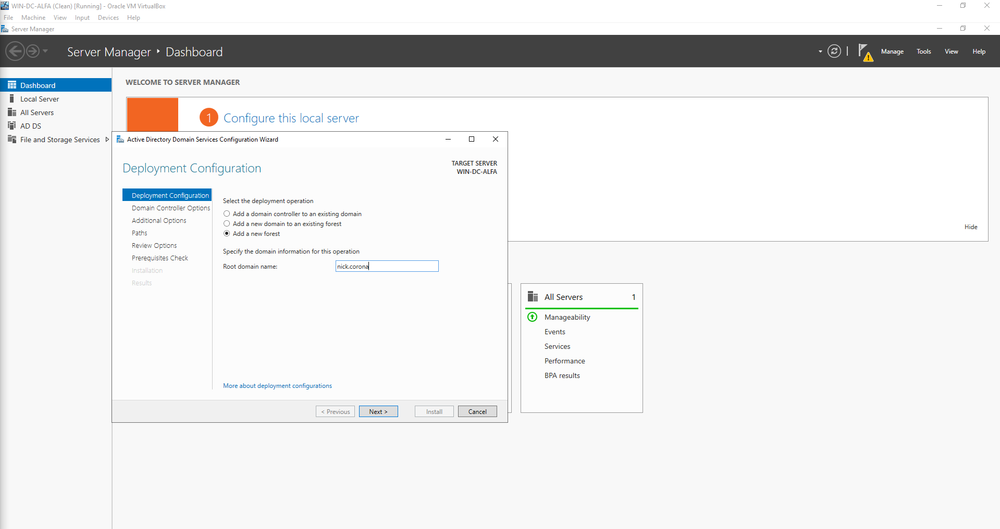 WIN-DC-ALFA (Clean) [Running] - Oracle VM VirtualBox
File Machine View Input Devices Help
Server Manager
Server Manager Dashboard
Manage Tools View Help
Dashboard
Local Server
All Servers
AD DS
File and Storage Services
WELCOME TO SERVER MANAGER
1 Configure this local server
Hide
Active Directory Domain Services Configuration Wizard
Deployment Configuration
TARGET SERVER
WIN-DC-ALFA
Deployment Configuration
Domain Controller Options
Additional Options
Paths
Review Options
Prerequisites Check
Installation
Results
Select the deployment operation
Add a domain controller to an existing domain
Add a new domain to an existing forest
Add a new forest
Specify the domain information for this operation
Root domain name: nick.corona
More about deployment configurations
< Previous Next > Install Cancel
All Servers 1
Manageability
Events
Services
Performance
BPA results